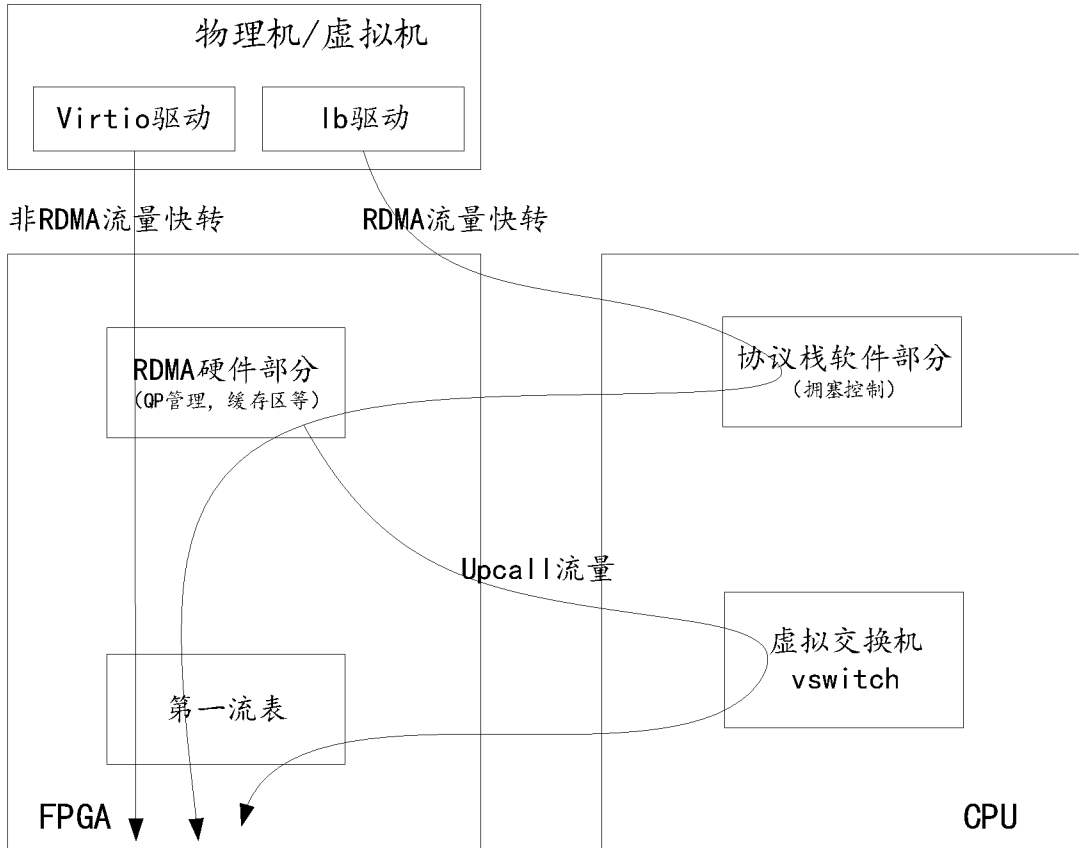 物理机/虚拟机
Virtio驱动
Ib驱动
非RDMA流量快转
RDMA流量快转
RDMA硬件部分
(QP管理, 缓存区等)
协议栈软件部分
(拥塞控制)
Upcall流量
虚拟交换机
vswitch
第一流表
FPGA
CPU